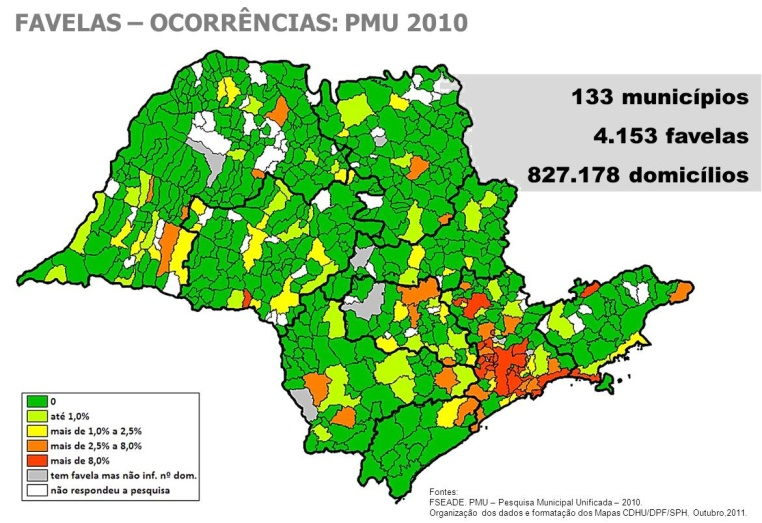 FAVELAS – OCORRÊNCIAS: PMU 2010
133 municípios
4.153 favelas
827.178 domicílios
0
até 1,0%
mais de 1,0% a 2,5%
mais de 2,5% a 8,0%
mais de 8,0%
tem favela mas não inf. nº dom.
não respondeu a pesquisa
Fontes:
FSEADE. PMU – Pesquisa Municipal Unificada – 2010.
Organização dos dados e formatação dos Mapas CDHU/DPF/SPH, Outubro,2011.